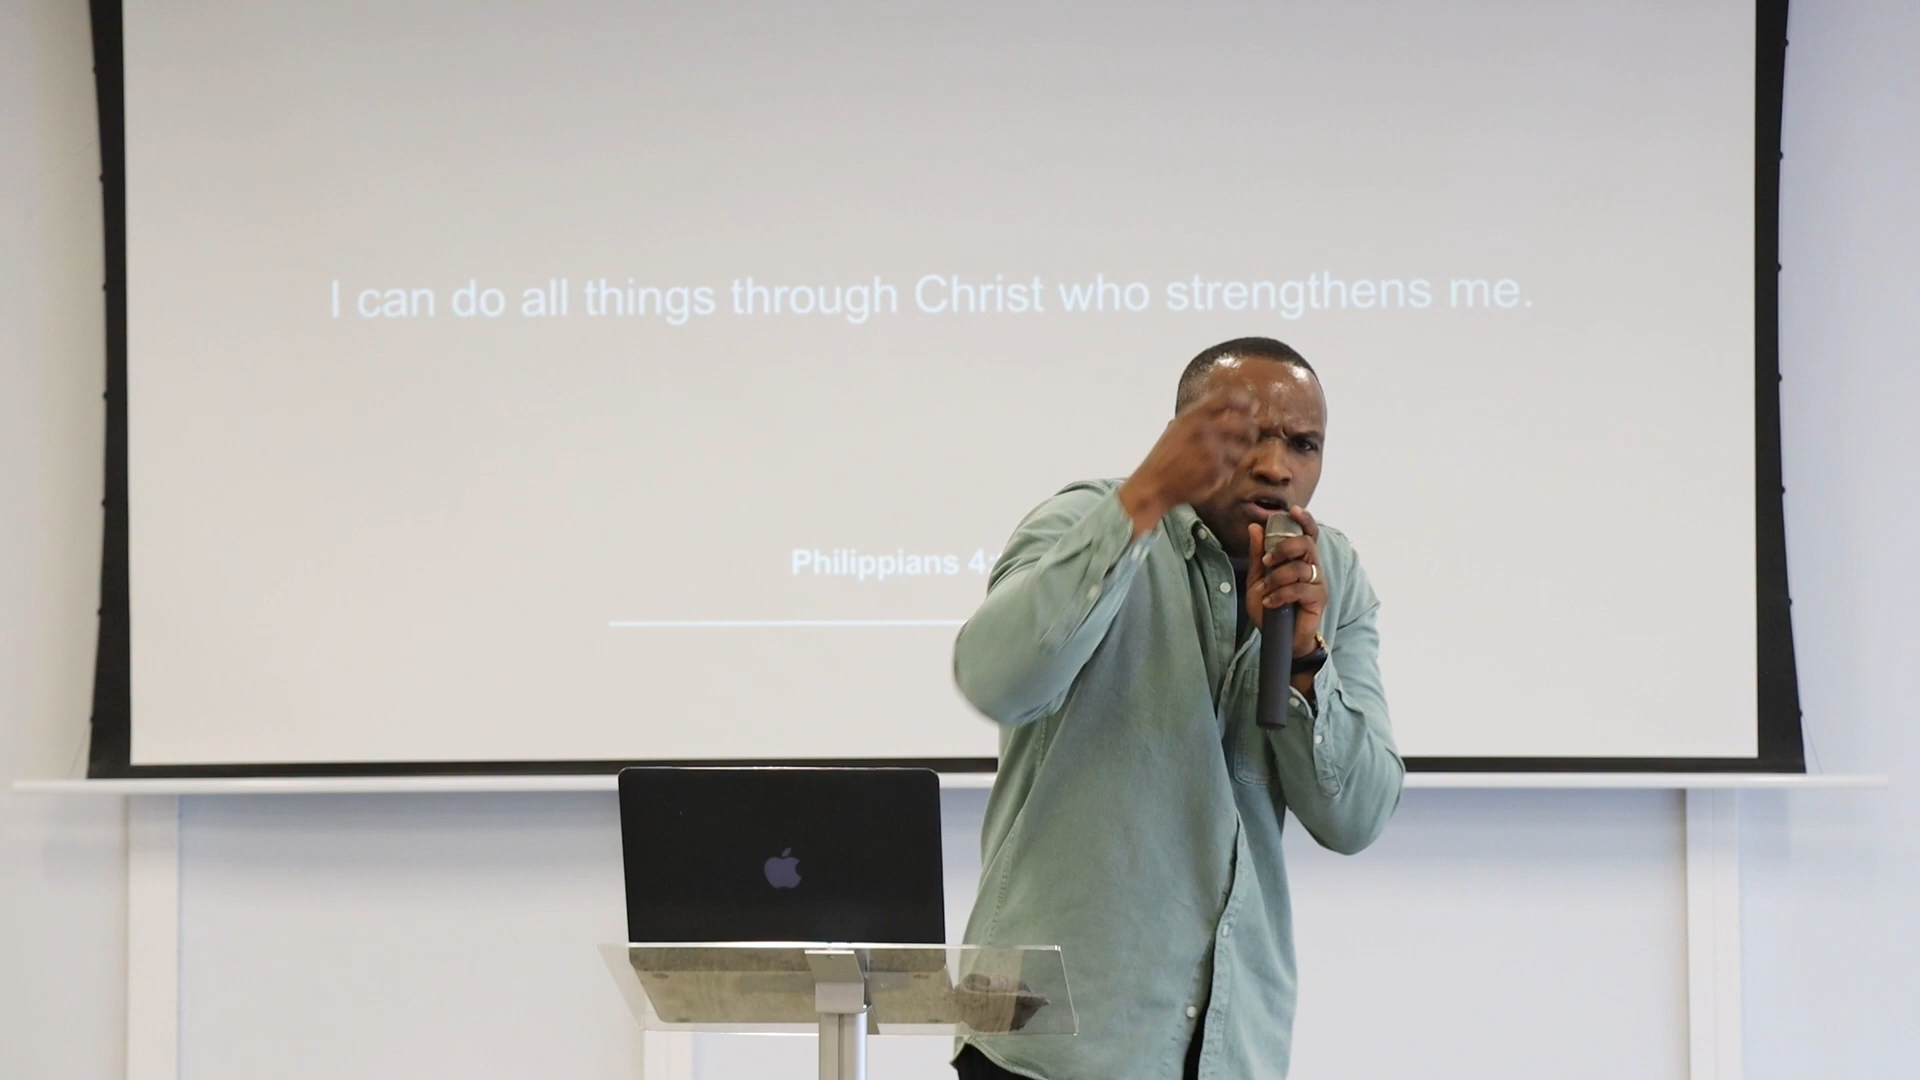 I can do all things through Christ who strengthens me.
Philippians 4: